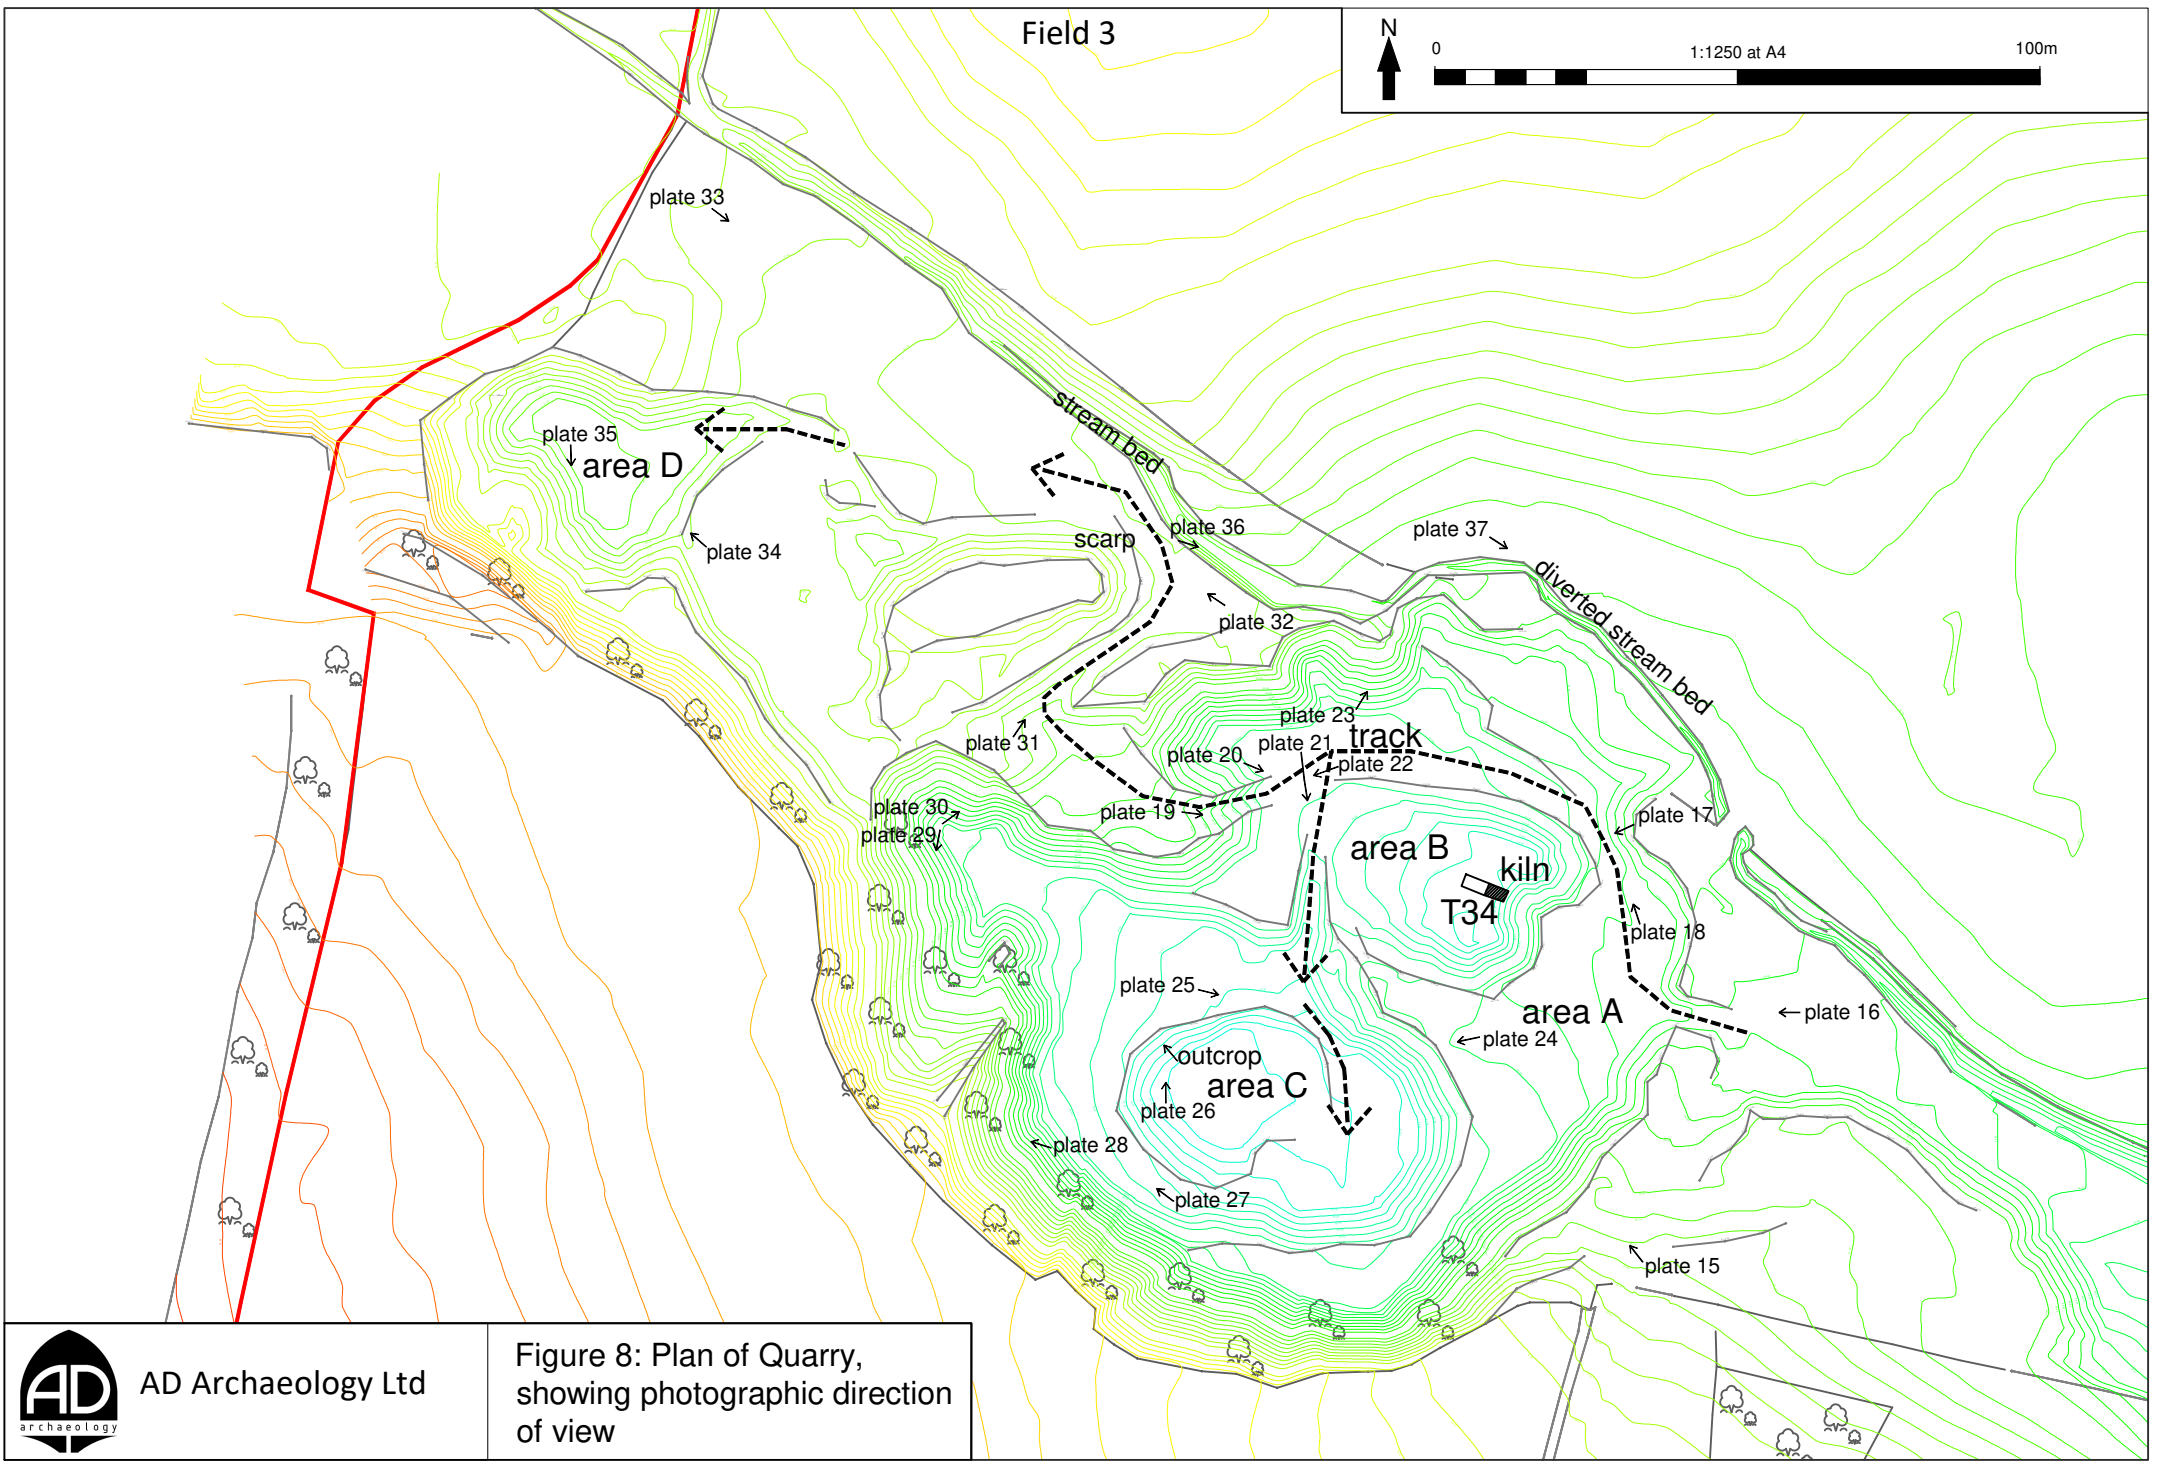 Field 3
N
0
1:1250 at A4
100m
plate 33
stream bed
plate 35
area D
plate 34
scarp
plate 36
plate 37
diverted stream bed
plate 32
plate 31
plate 23
track
plate 21
plate 20
plate 22
plate 30
plate 29
plate 19
plate 17
area B
kiln
T34
plate 18
plate 25
area A
plate 16
plate 24
outcrop
area C
plate 26
plate 28
plate 27
plate 15
AD
archaeology
AD Archaeology Ltd
Figure 8: Plan of Quarry,
showing photographic direction
of view